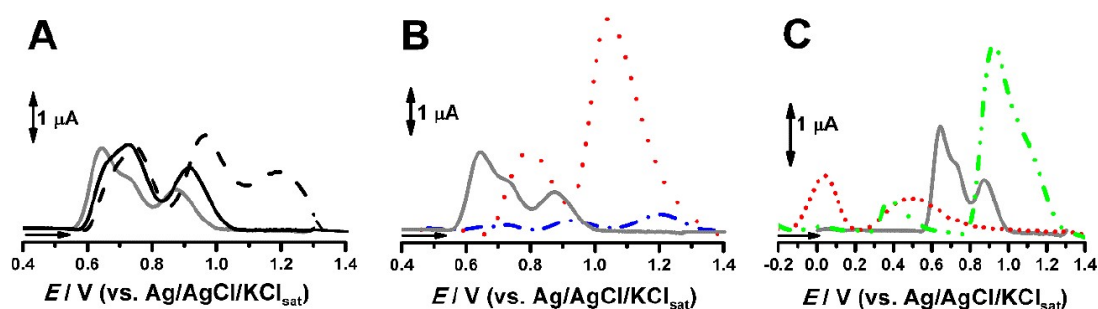 A
B
C
1 μA
1 μA
1 μA
0.4 0.6 0.8 1.0 1.2 1.4
0.4 0.6 0.8 1.0 1.2 1.4
-0.2 0.0 0.2 0.4 0.6 0.8 1.0 1.2 1.4
E / V (vs. Ag/AgCl/KClsat)
E / V (vs. Ag/AgCl/KClsat)
E / V (vs. Ag/AgCl/KClsat)